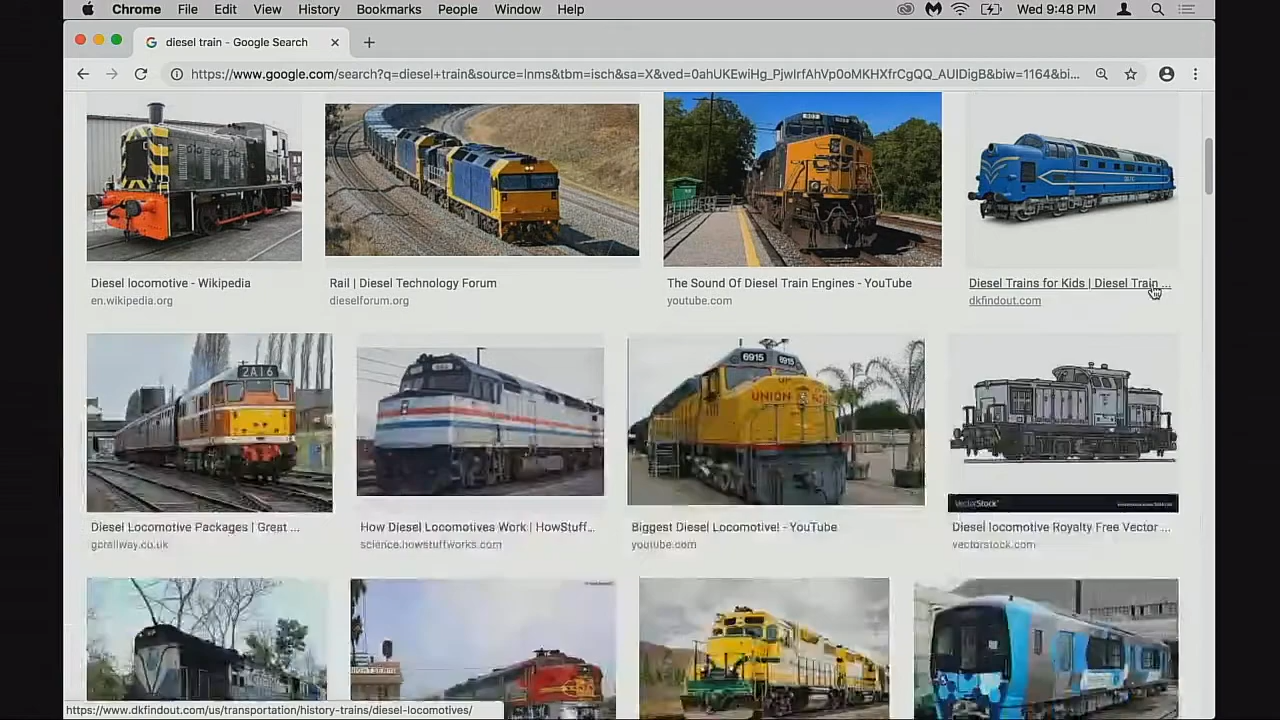 Chrome File Edit View History Bookmarks People Window Help Wed 9:48 PM
diesel train - Google Search
https://www.google.com/search?q=diesel+train&source=lnms&tbm=isch&sa=X&ved=0ahUKEwiHg_PjwIrfAhVp0oMKHXfrCgQQ_AUIDigB&biw=1164&bi...
CSX
Diesel locomotive - Wikipedia
en.wikipedia.org
Rail | Diesel Technology Forum
dieselforum.org
The Sound Of Diesel Train Engines - YouTube
youtube.com
Diesel Trains for Kids | Diesel Train ...
dkfindout.com
2A16
6915 6915
UNION
Diesel Locomotive Packages | Great ...
gcrailway.co.uk
How Diesel Locomotives Work | HowStuff...
science.howstuffworks.com
Biggest Diesel Locomotive! - YouTube
youtube.com
VectorStock
Diesel locomotive Royalty Free Vector ...
vectorstock.com
https://www.dkfindout.com/us/transportation/history-trains/diesel-locomotives/